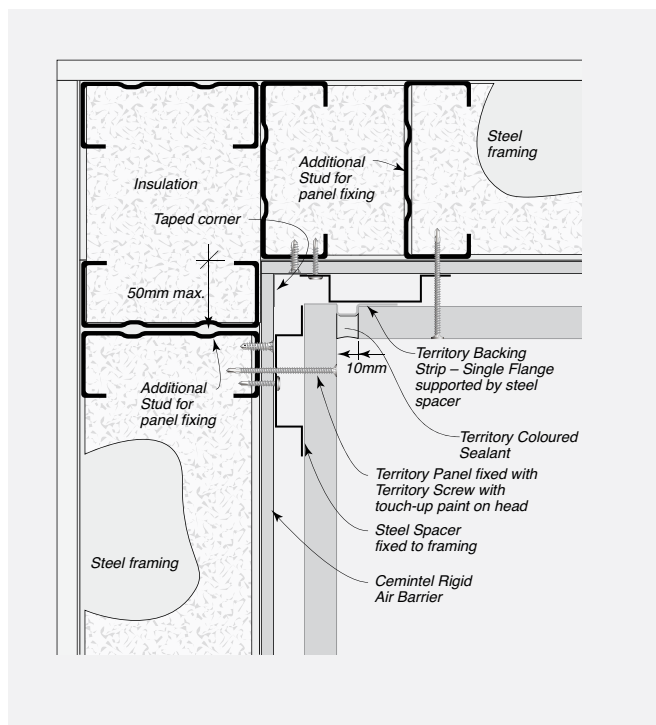 Steel
framing
Additional
Stud for
panel fixing
Insulation
Taped corner
50mm max.
Additional
Stud for
panel fixing
10mm
Territory Backing
Strip – Single Flange
supported by steel
spacer
Territory Coloured
Sealant
Territory Panel fixed with
Territory Screw with
touch-up paint on head
Steel Spacer
fixed to framing
Steel framing
Cemintel Rigid
Air Barrier